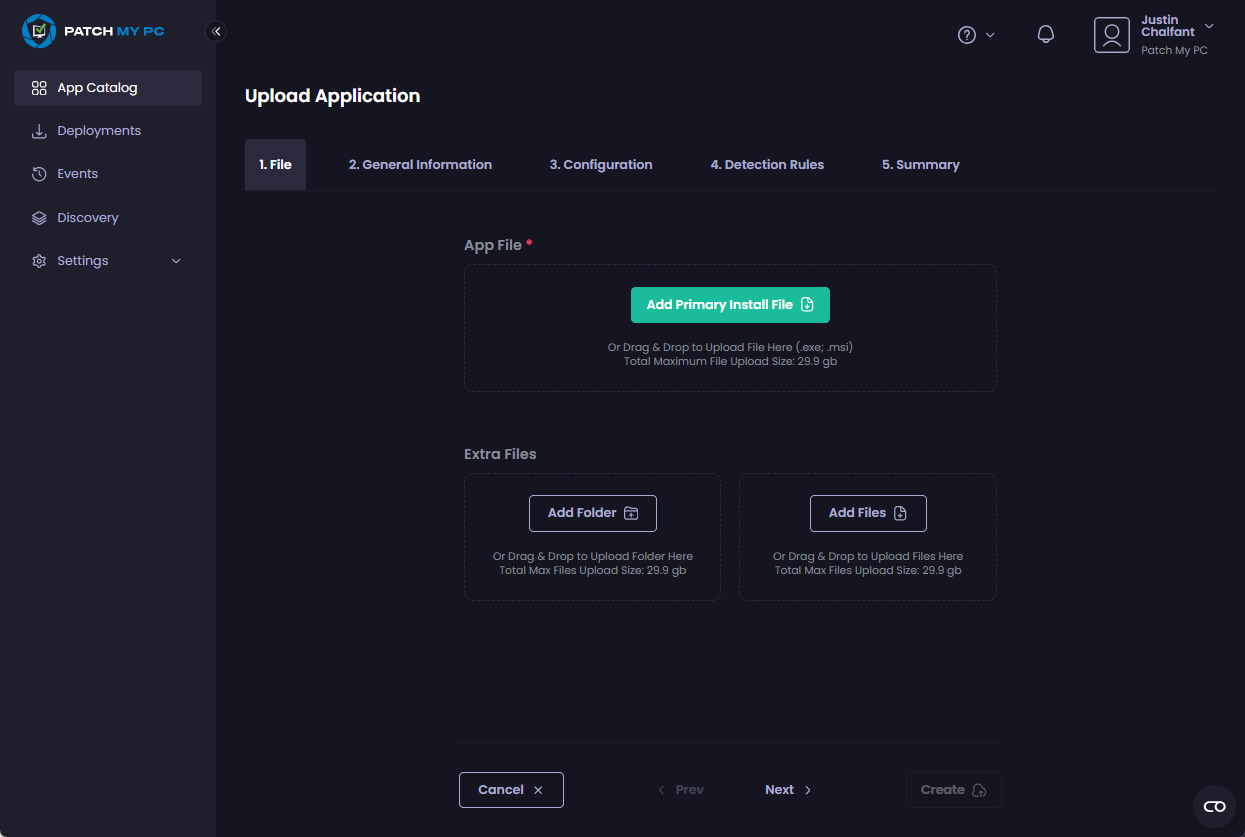 PATCH MY PC
Justin
Chalfant
Patch My PC
App Catalog
Deployments
Events
Discovery
Settings
Upload Application
1. File
2. General Information
3. Configuration
4. Detection Rules
5. Summary
App File *
Add Primary Install File
Or Drag & Drop to Upload File Here (.exe; .msi)
Total Maximum File Upload Size: 29.9 gb
Extra Files
Add Folder
Or Drag & Drop to Upload Folder Here
Total Max Files Upload Size: 29.9 gb
Add Files
Or Drag & Drop to Upload Files Here
Total Max Files Upload Size: 29.9 gb
Cancel
Prev
Next
Create